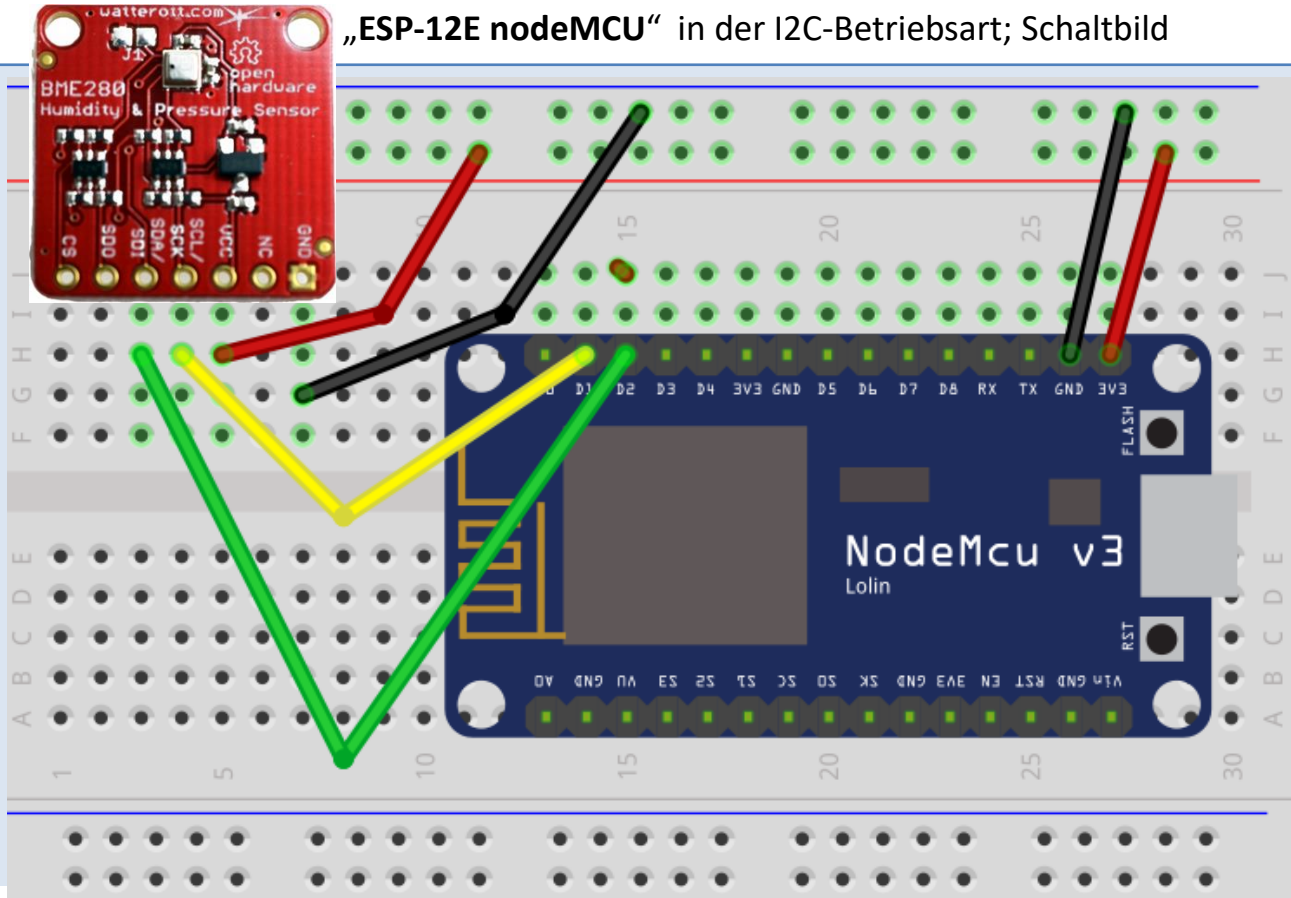 „ESP-12E nodeMCU“ in der I2C-Betriebsart; Schaltbild
watterott.com
J1
open
hardware
BME280
Humidity & Pressure Sensor
CS SDO SDI SDA/ SCK SCL/ VCC NC GND
15 20 25 30
J
I I
H H
G G
F F
D1 D2 D3 D4 3V3 GND D5 D6 D7 D8 RX TX GND 3V3
FLASH
NodeMcu v3
Lolin
RST
A0 GND VU S3 S2 S1 SC S0 SK GND 3V3 EN RST GND Vin
E E
D D
C C
B B
A A
1 5 10 15 20 25 30